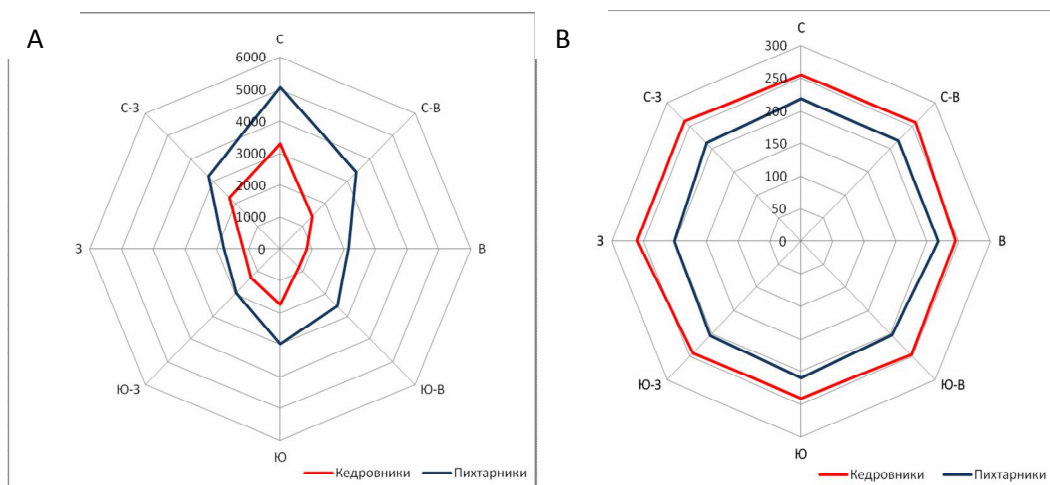 А
С
6000
5000
4000
3000
2000
1000
0
С-З
С-В
З
В
Ю-З
Ю-В
Ю
Кедровники Пихтарники
В
С
300
250
200
150
100
50
0
С-З
С-В
З
В
Ю-З
Ю-В
Ю
Кедровники Пихтарники